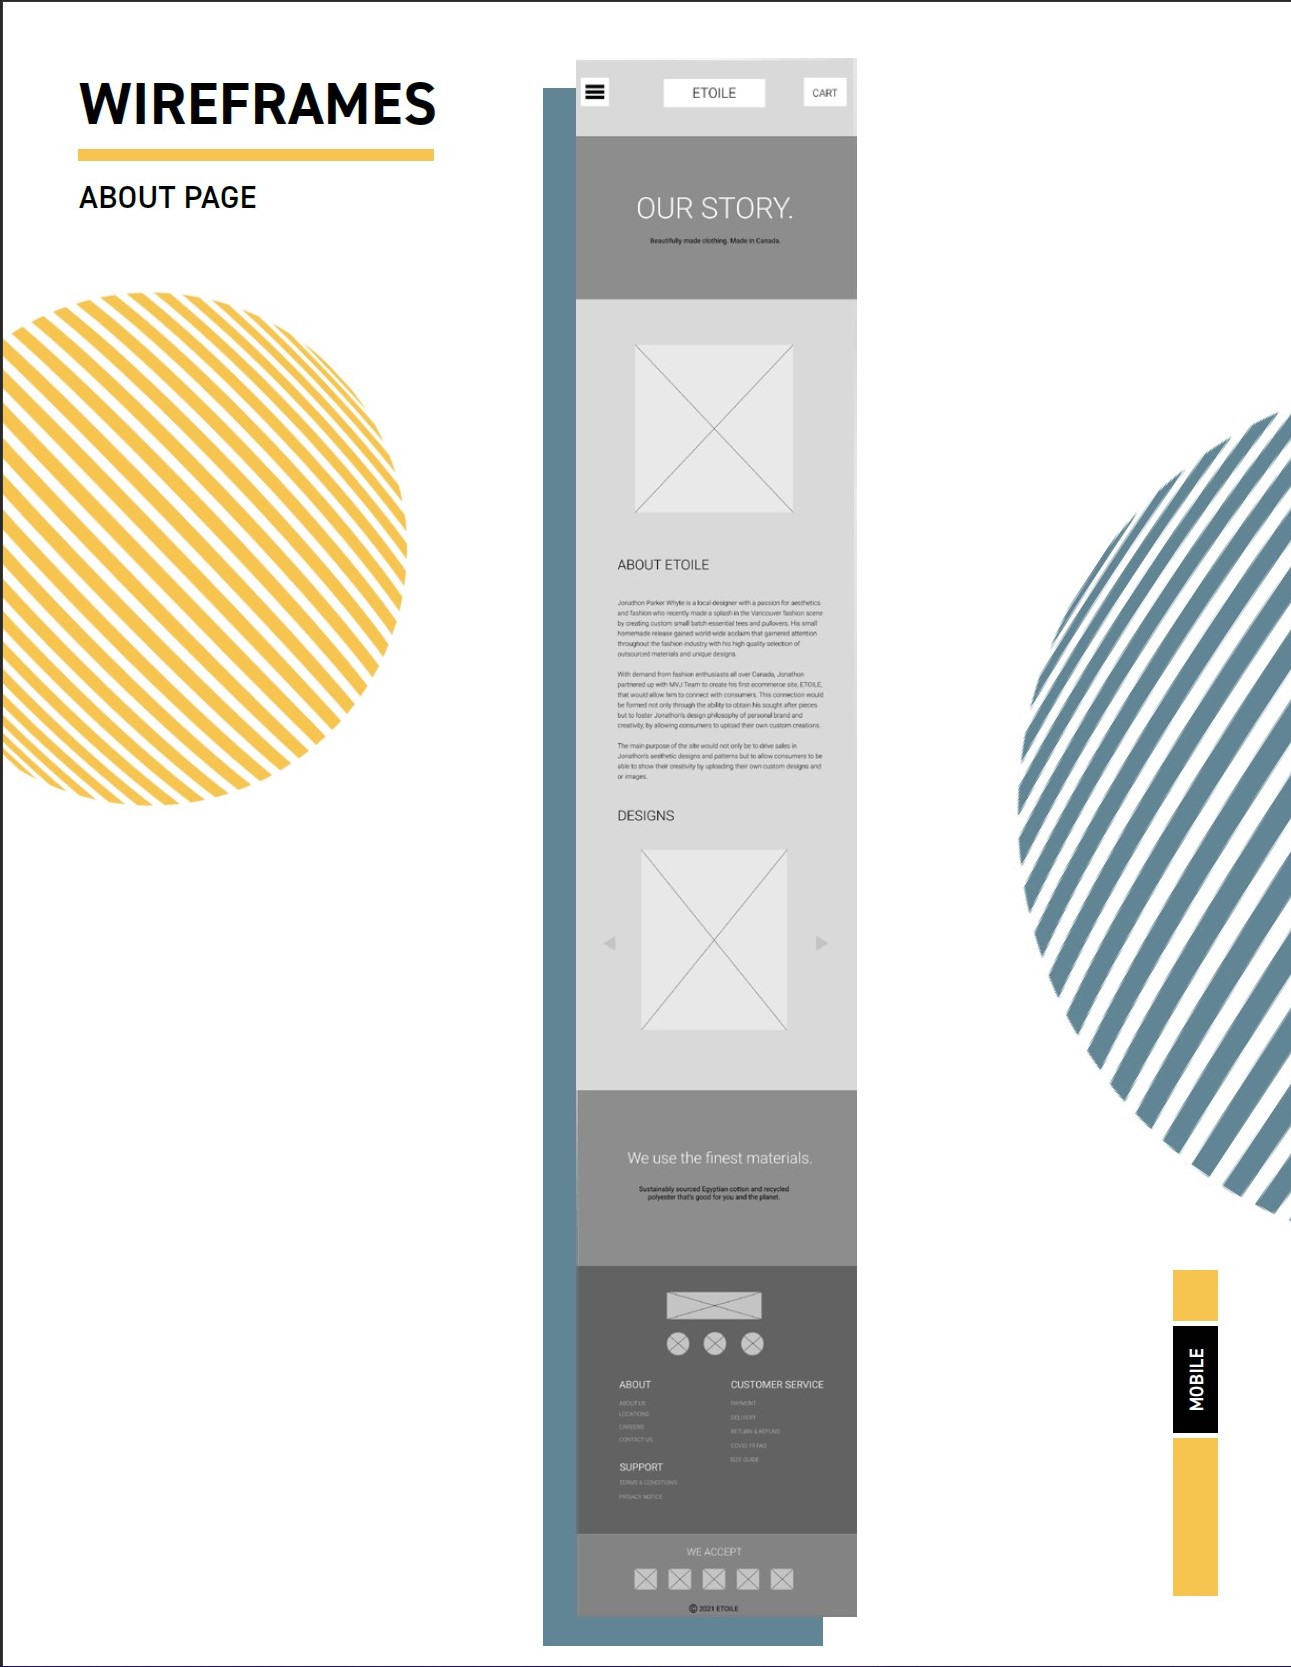 WIREFRAMES
ABOUT PAGE
ETOILE
CART
OUR STORY.
Beautifully made clothing. Made in Canada.
ABOUT ETOILE
Jonathon Parker Whyte is a local designer with a passion for aesthetics
and fashion who recently made a splash in the Vancouver fashion scene
by creating custom small batch essential tees and pullovers. His small
homemade release gained world wide acclaim that garnered attention
throughout the fashion industry with his high quality selection of
outsourced materials and unique designs.
With demand from fashion enthusiasts all over Canada, Jonathon
partnered up with MVJ Team to create his first ecommerce site, ETOILE,
that would allow him to connect with consumers. This connection would
be formed not only through the ability to obtain his sought after pieces
but to foster Jonathon's design philosophy of personal brand and
creativity, by allowing consumers to upload their own custom creations.
The main purpose of the site would not only be to drive sales in
Jonathon's aesthetic designs and patterns but to allow consumers to be
able to show their creativity by uploading their own custom designs and
or images.
DESIGNS
We use the finest materials.
Sustainably sourced Egyptian cotton and recycled
polyester that's good for you and the planet.
ABOUT
ABOUT US
LOCATIONS
CAREERS
CONTACT US
SUPPORT
TERMS & CONDITIONS
PRIVACY NOTICE
CUSTOMER SERVICE
PAYMENT
DELIVERY
RETURN & REFUND
COVID 19 FAQ
SIZE GUIDE
WE ACCEPT
© 2021 ETOILE
MOBILE